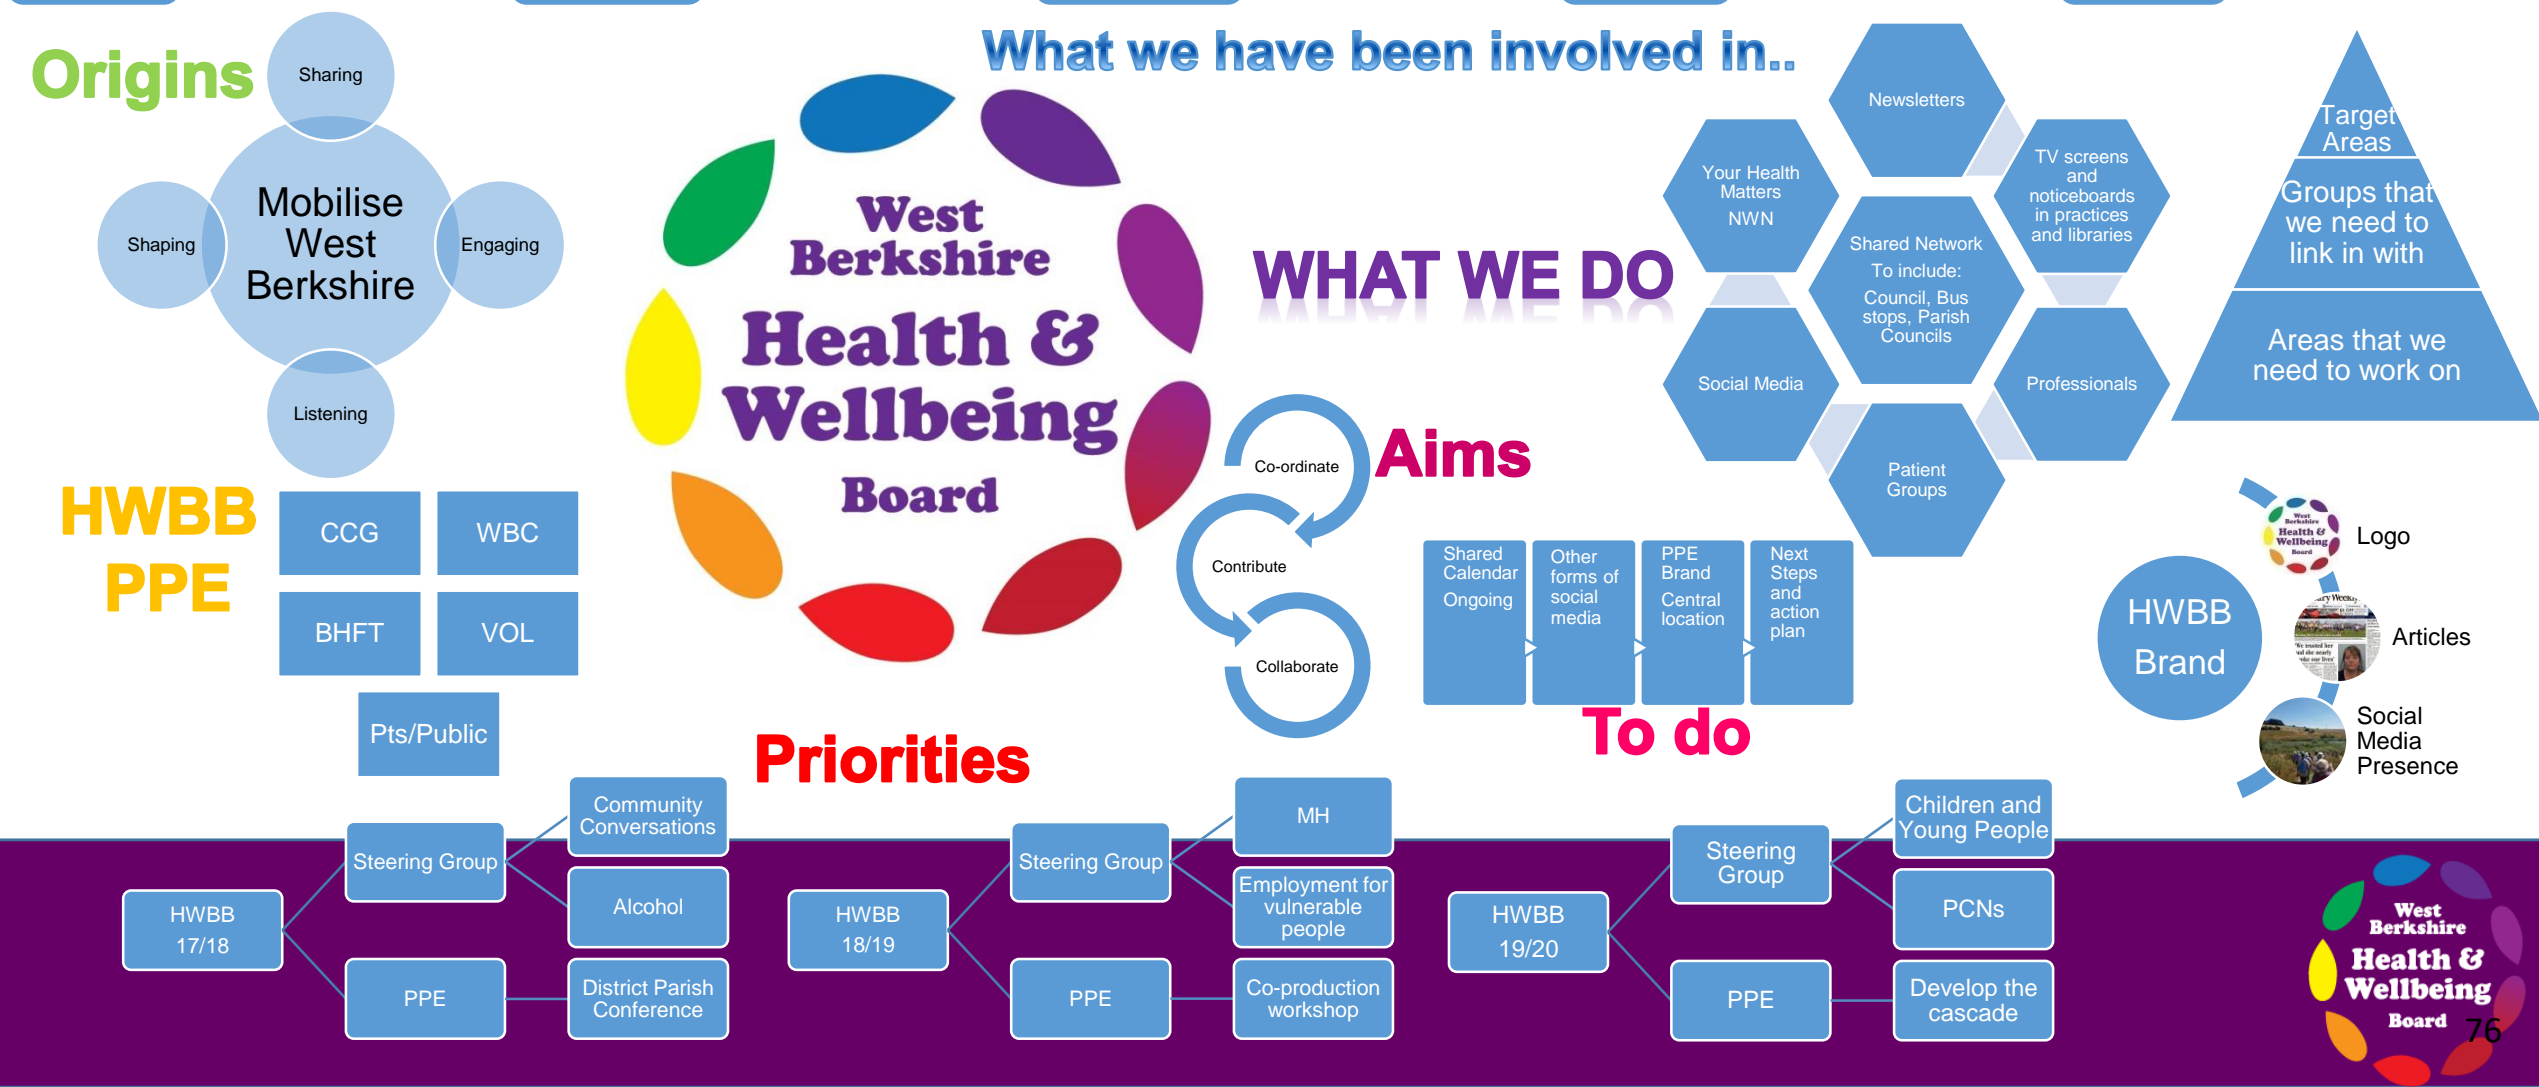 What we have been involved in..
Origins
Sharing
Mobilise
West
Berkshire
Shaping
Engaging
Listening
West
Berkshire
Health &
Wellbeing
Board
WHAT WE DO
Newsletters
Your Health
Matters
NWN
TV screens
and
noticeboards
in practices
and libraries
Shared Network
To include:
Council, Bus
stops, Parish
Councils
Social Media
Professionals
Patient
Groups
Target
Areas
Groups that
we need to
link in with
Areas that we
need to work on
HWBB
PPE
CCG
WBC
BHFT
VOL
Pts/Public
Aims
Co-ordinate
Contribute
Collaborate
Shared
Calendar
Ongoing
Other
forms of
social
media
PPE
Brand
Central
location
Next
Steps
and
action
plan
To do
HWBB
Brand
West
Berkshire
Health &
Wellbeing
Board
Logo
Articles
Social
Media
Presence
Priorities
HWBB
17/18
Steering Group
Community
Conversations
Alcohol
PPE
District Parish
Conference
HWBB
18/19
Steering Group
MH
Employment for
vulnerable
people
PPE
Co-production
workshop
HWBB
19/20
Steering
Group
Children and
Young People
PCNs
PPE
Develop the
cascade
West
Berkshire
Health &
Wellbeing
Board
76